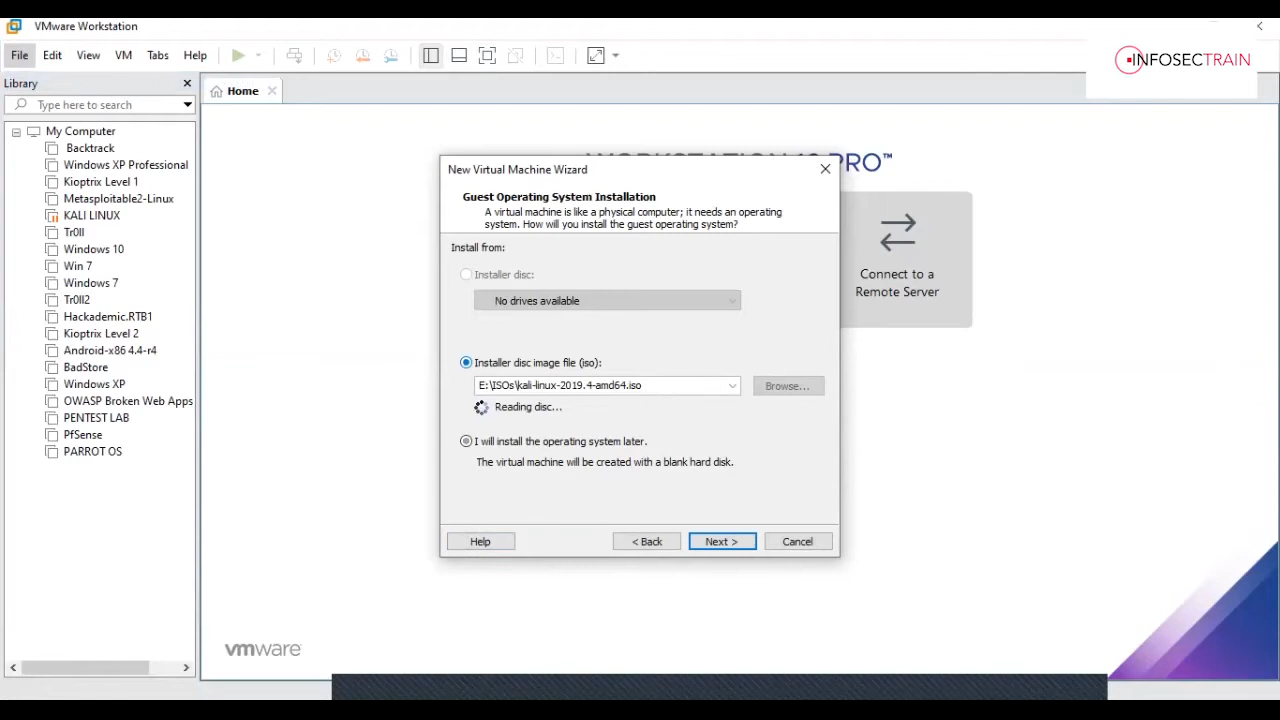 VMware Workstation
File Edit View VM Tabs Help
INFOSECTRAIN
Library
Type here to search
Home
My Computer
Backtrack
Windows XP Professional
Kioptrix Level 1
Metasploitable2-Linux
KALI LINUX
Tr0ll
Windows 10
Win 7
Windows 7
Tr0ll2
Hackademic.RTB1
Kioptrix Level 2
Android-x86 4.4-r4
BadStore
Windows XP
OWASP Broken Web Apps
PENTEST LAB
PfSense
PARROT OS
PRO™
Connect to a
Remote Server
New Virtual Machine Wizard
Guest Operating System Installation
A virtual machine is like a physical computer; it needs an operating
system. How will you install the guest operating system?
Install from:
Installer disc:
No drives available
Installer disc image file (iso):
E:\ISOs\kali-linux-2019.4-amd64.iso
Browse...
Reading disc...
I will install the operating system later.
The virtual machine will be created with a blank hard disk.
Help < Back Next > Cancel
vmware